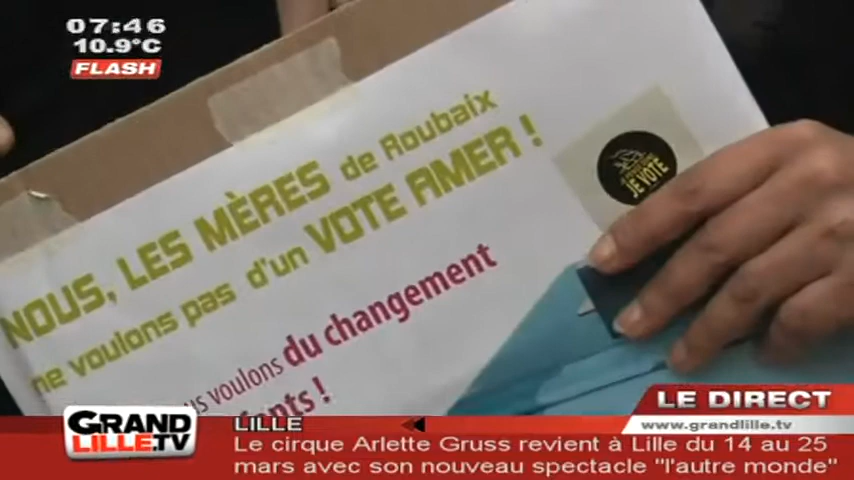 07:46
10.9°C
FLASH
NOUS, LES MÈRES de Roubaix
ne voulons pas d'un VOTE AMER !
JE VOTE
voulons du changement
!
LE DIRECT
www.grandlille.tv
GRAND
LILLE.TV
LILLE
Le cirque Arlette Gruss revient à Lille du 14 au 25
mars avec son nouveau spectacle "l'autre monde"